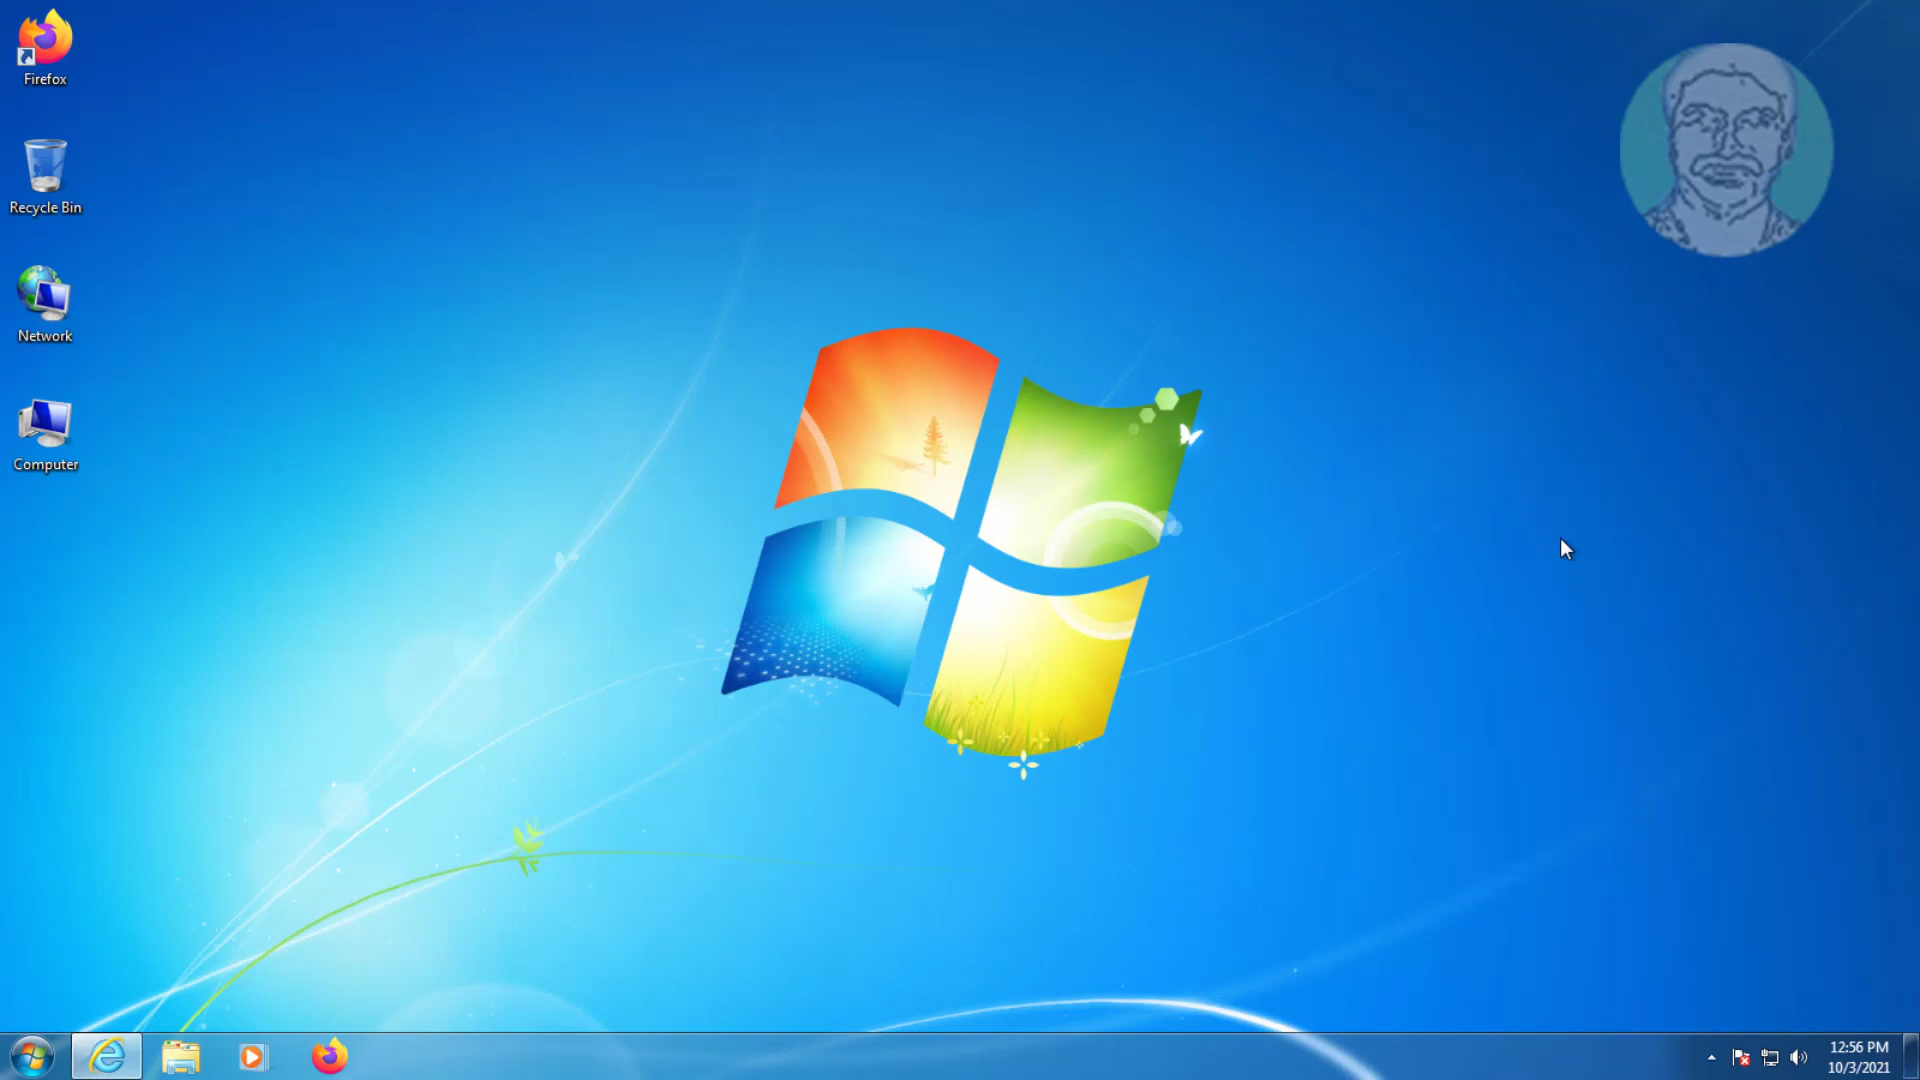 Firefox
Recycle Bin
Network
Computer
12:56 PM
10/3/2021